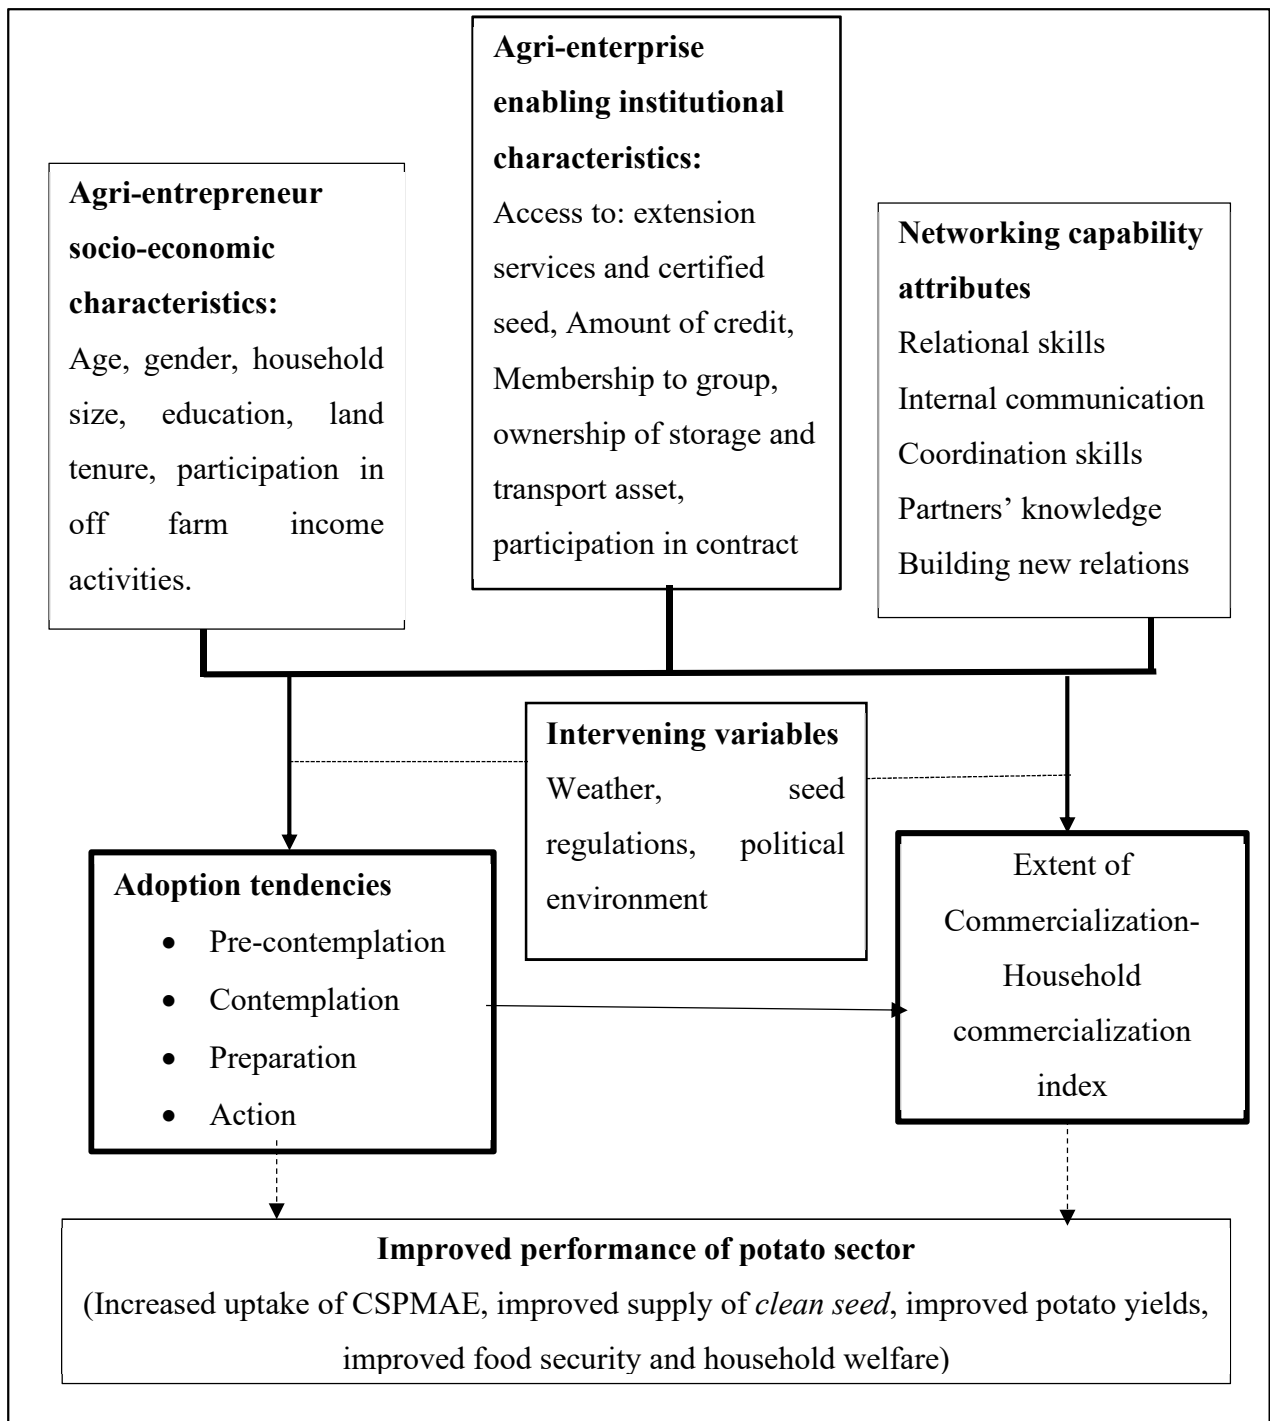 Agri-entrepreneur
socio-economic
characteristics:
Age, gender, household
size, education, land
tenure, participation in
off farm income
activities.
Agri-enterprise
enabling institutional
characteristics:
Access to: extension
services and certified
seed, Amount of credit,
Membership to group,
ownership of storage and
transport asset,
participation in contract
Networking capability
attributes
Relational skills
Internal communication
Coordination skills
Partners’ knowledge
Building new relations
Intervening variables
Weather, seed
regulations, political
environment
Adoption tendencies
• Pre-contemplation
• Contemplation
• Preparation
• Action
Extent of
Commercialization-
Household
commercialization
index
Improved performance of potato sector
(Increased uptake of CSPMAE, improved supply of clean seed, improved potato yields,
improved food security and household welfare)